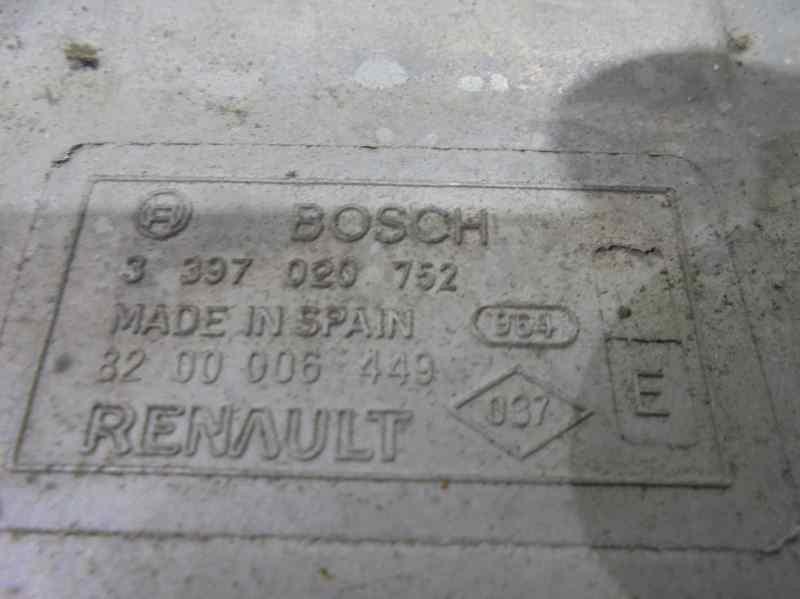 BOSCH
3 397 020 752
MADE IN SPAIN 964
82 00 006 449
037 E
RENAULT